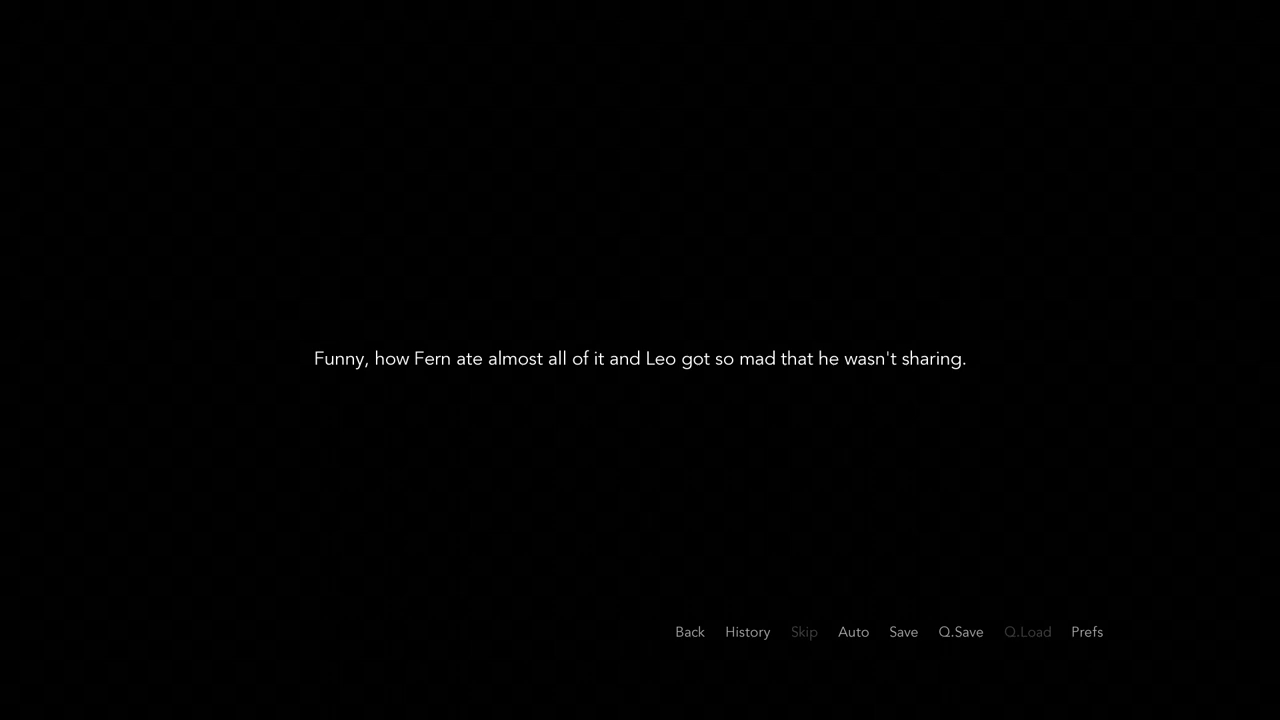 Funny, how Fern ate almost all of it and Leo got so mad that he wasn't sharing.
Back History Skip Auto Save Q.Save Q.Load Prefs